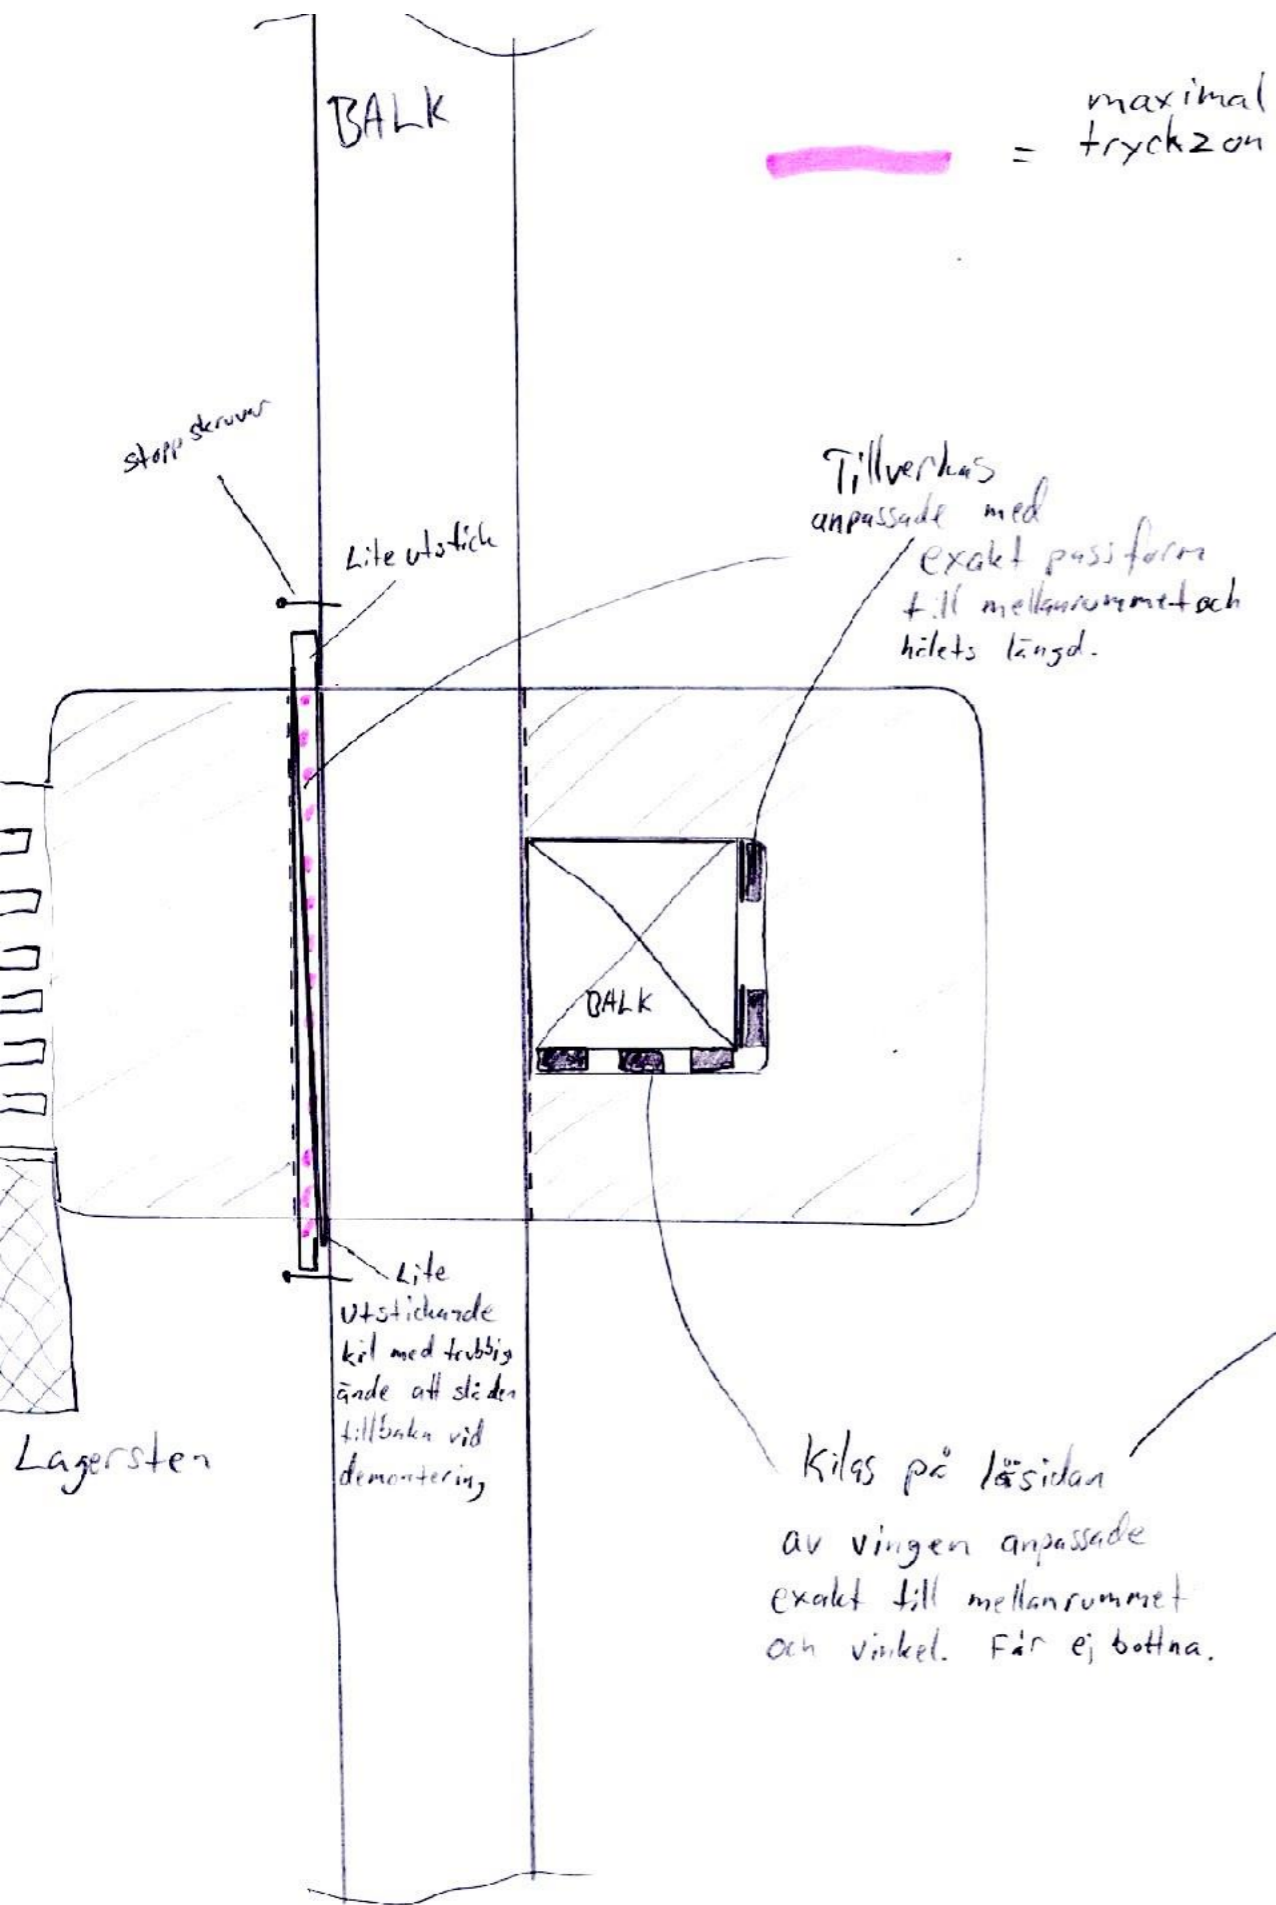 BALK
maximal
= tryckzon
stoppskruvar
Lite utstick
Tillverkas
anpassade med
exakt passform
till mellanrummet och
hålets längd.
BALK
Lite
utstickande
kil med trubbig
ände att slå den
tillbaka vid
demontering
Lagersten
Kilas på läsidan
av vingen anpassade
exakt till mellanrummet
och vinkel. Får ej bottna.